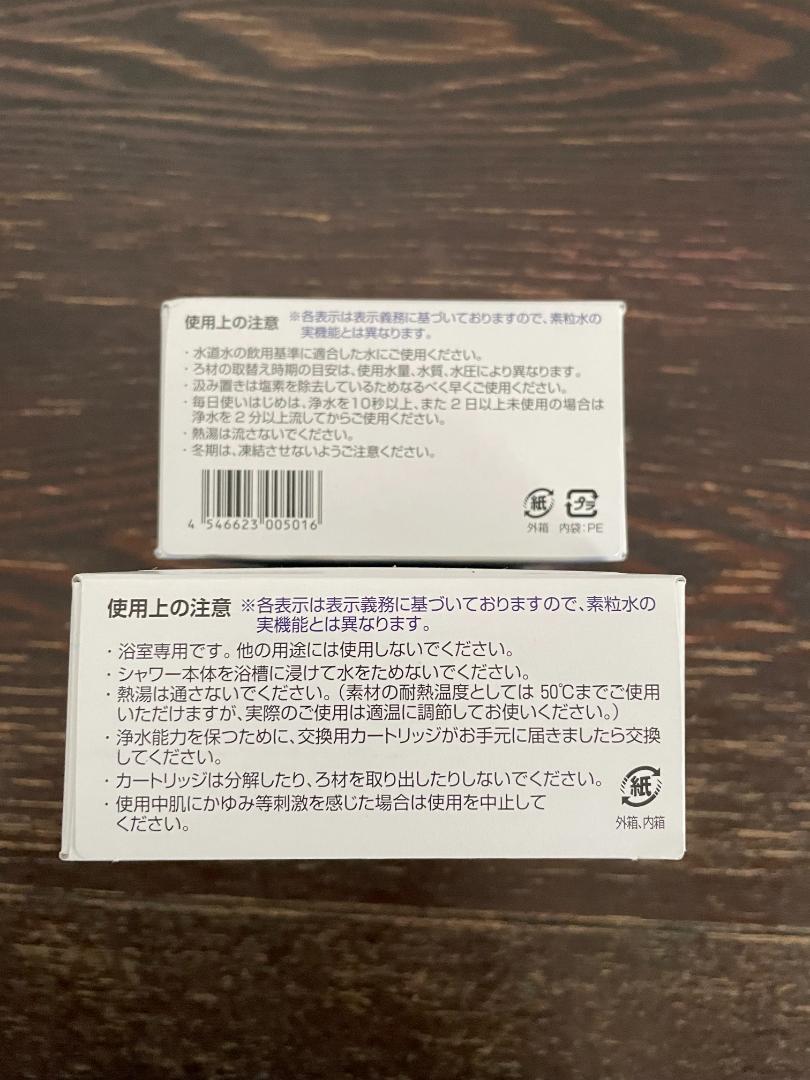 使用上の注意 ※各表示は表示義務に基づいておりますので、素粒水の
実機能とは異なります。
・水道水の飲用基準に適合した水にご使用ください。
・ろ材の取替え時期の目安は、使用水量、水質、水圧により異なります。
・汲み置きは塩素を除去しているためなるべく早くご使用ください。
・毎日使いはじめは、浄水を10秒以上、また2日以上未使用の場合は
浄水を2分以上流してからご使用ください。
・熱湯は流さないでください。
・冬期は、凍結させないようご注意ください。
4 546623 005016
紙 プラ
外箱 内袋:PE
使用上の注意 ※各表示は表示義務に基づいておりますので、素粒水の
実機能とは異なります。
・浴室専用です。他の用途には使用しないでください。
・シャワー本体を浴槽に浸けて水をためないでください。
・熱湯は通さないでください。(素材の耐熱温度としては 50℃までご使用
いただけますが、実際のご使用は適温に調節してお使いください。)
・浄水能力を保つために、交換用カートリッジがお手元に届きましたら交換
してください。
・カートリッジは分解したり、ろ材を取り出したりしないでください。
・使用中肌にかゆみ等刺激を感じた場合は使用を中止して
ください。
紙
外箱、内箱